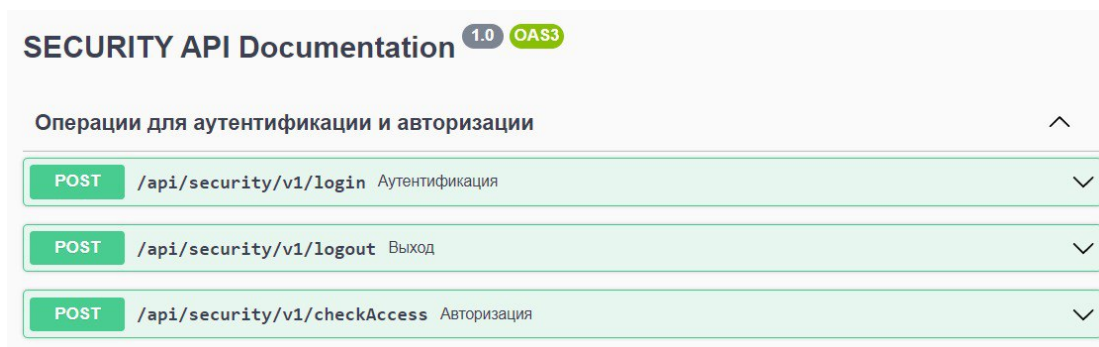 SECURITY API Documentation 1.0 OAS3
Операции для аутентификации и авторизации
POST /api/security/v1/login Аутентификация
POST /api/security/v1/logout Выход
POST /api/security/v1/checkAccess Авторизация